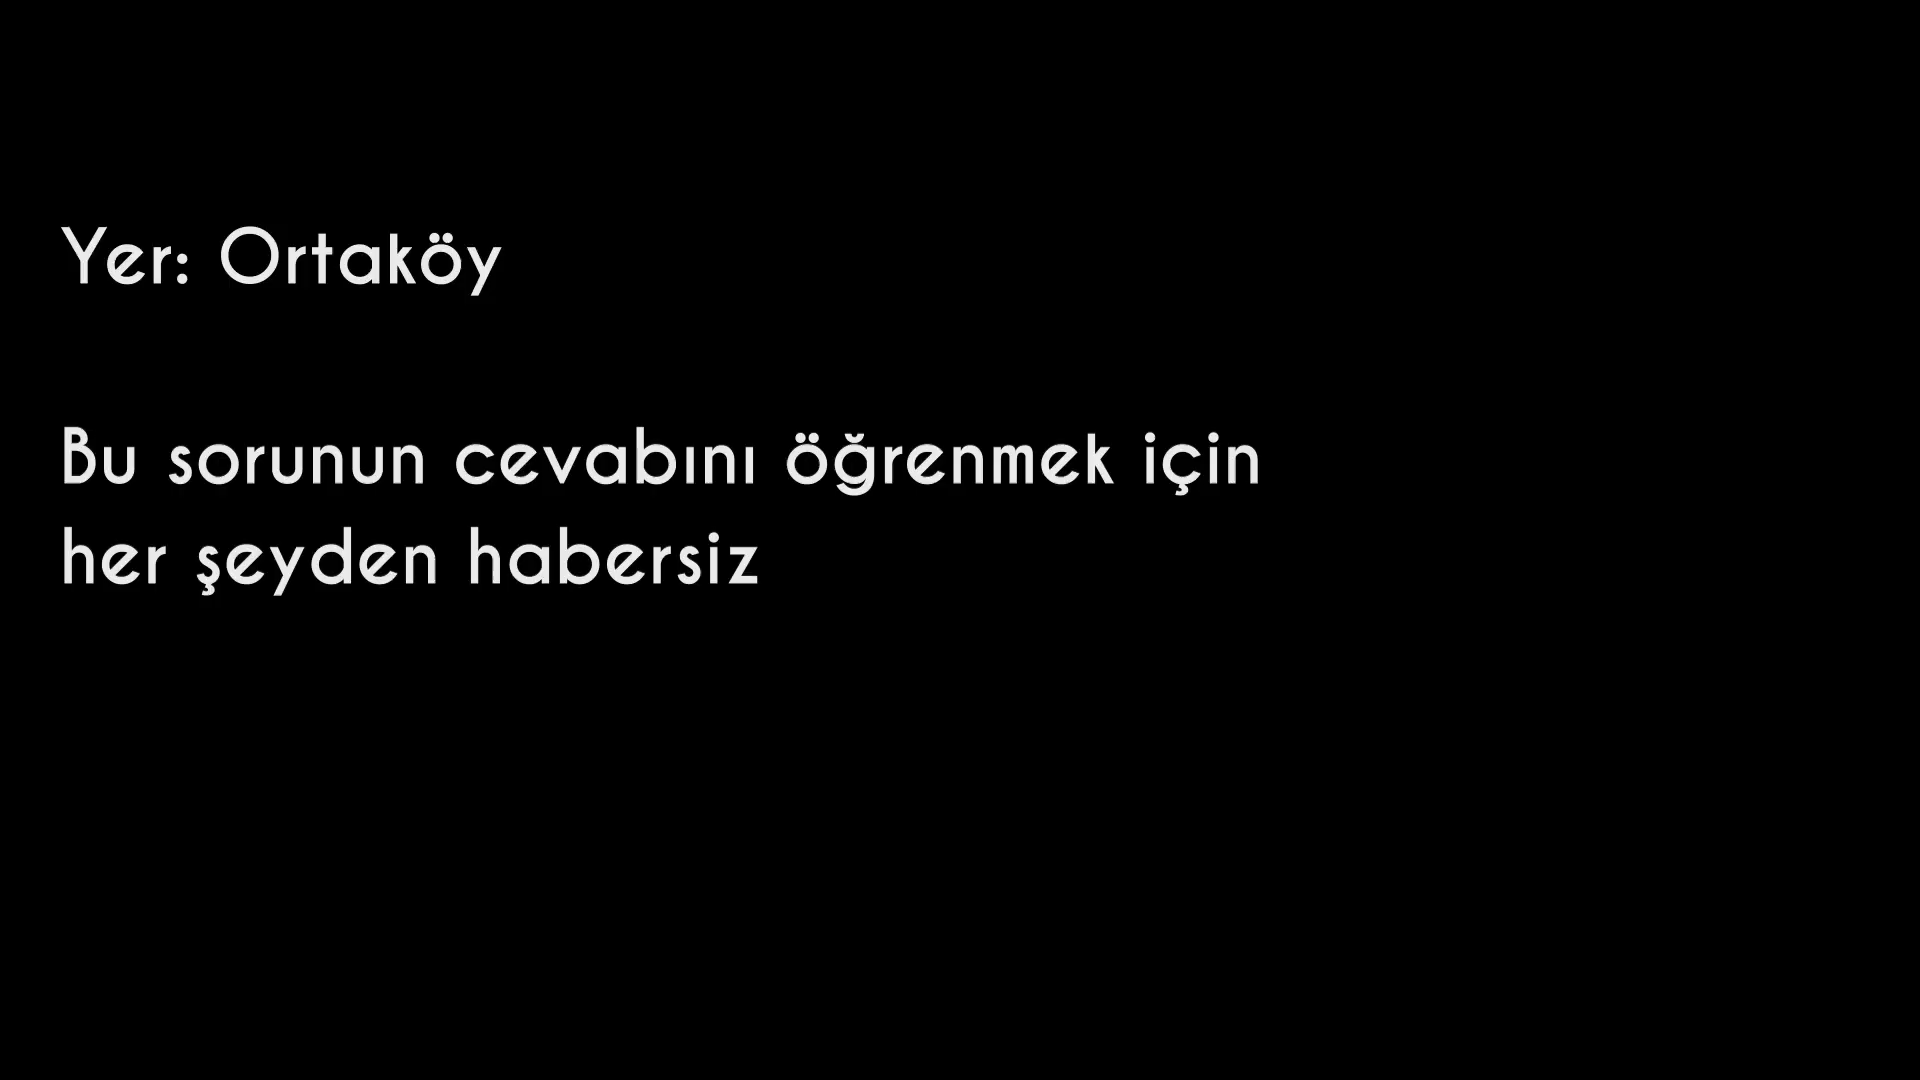 Yer: Ortaköy
Bu sorunun cevabını öğrenmek için
her şeyden habersiz